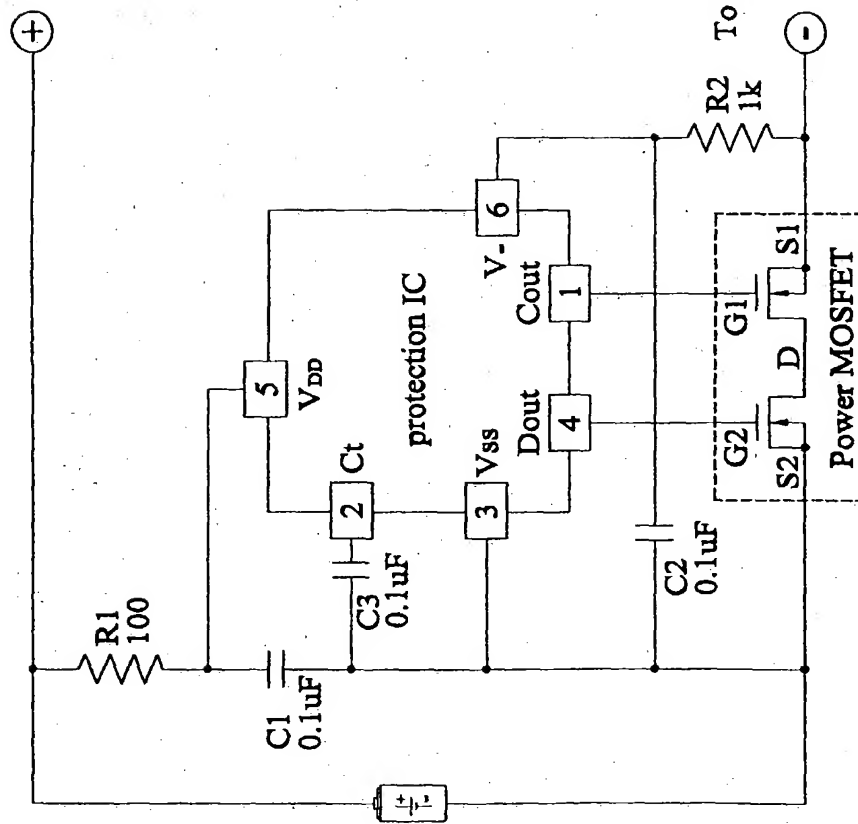 +
R1
100
5
VDD
C1
0.1uF
C3
0.1uF
2
Ct
protection IC
3
Vss
V-
6
Dout
4
Cout
1
C2
0.1uF
R2
1k
To
-
+
-
G2
G1
S2
D
S1
Power MOSFET